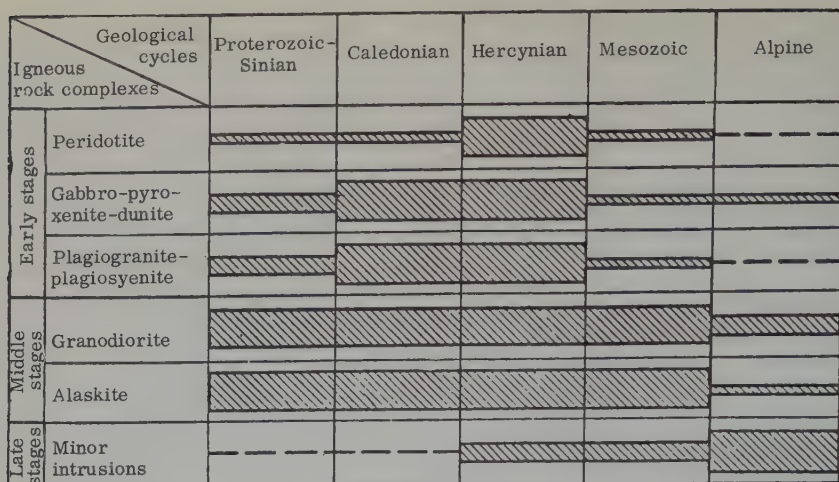 Geological
cycles
Igneous
rock complexes
Proterozoic-
Sinian
Caledonian
Hercynian
Mesozoic
Alpine
Early stages
Peridotite
Gabbro-pyro-
xenite-dunite
Plagiogranite-
plagiosyenite
Middle
stages
Granodiorite
Alaskite
Late
stages
Minor
intrusions